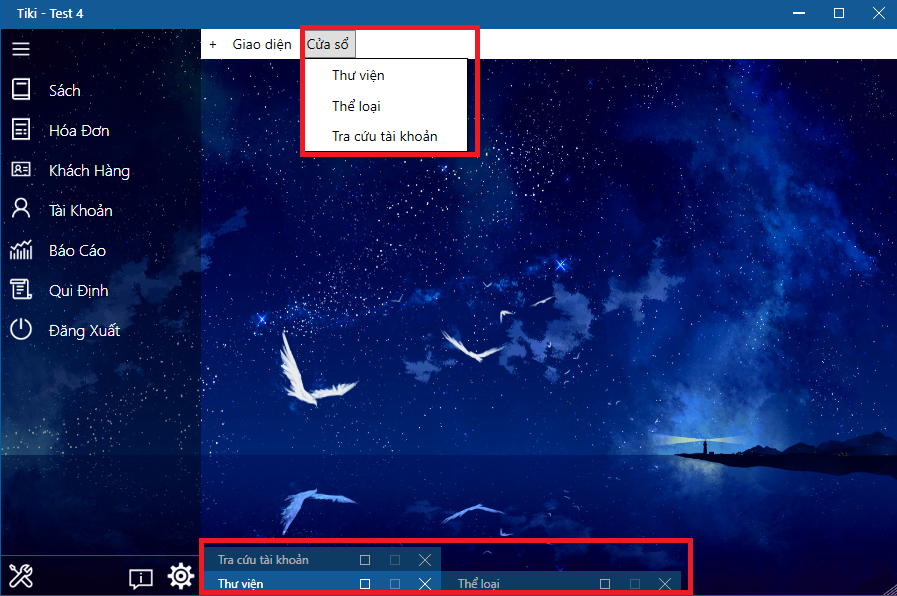 Tiki - Test 4
+ Giao diện Cửa sổ
Thư viện
Thể loại
Tra cứu tài khoản
Sách
Hóa Đơn
Khách Hàng
Tài Khoản
Báo Cáo
Qui Định
Đăng Xuất
Tra cứu tài khoản
Thư viện Thể loại